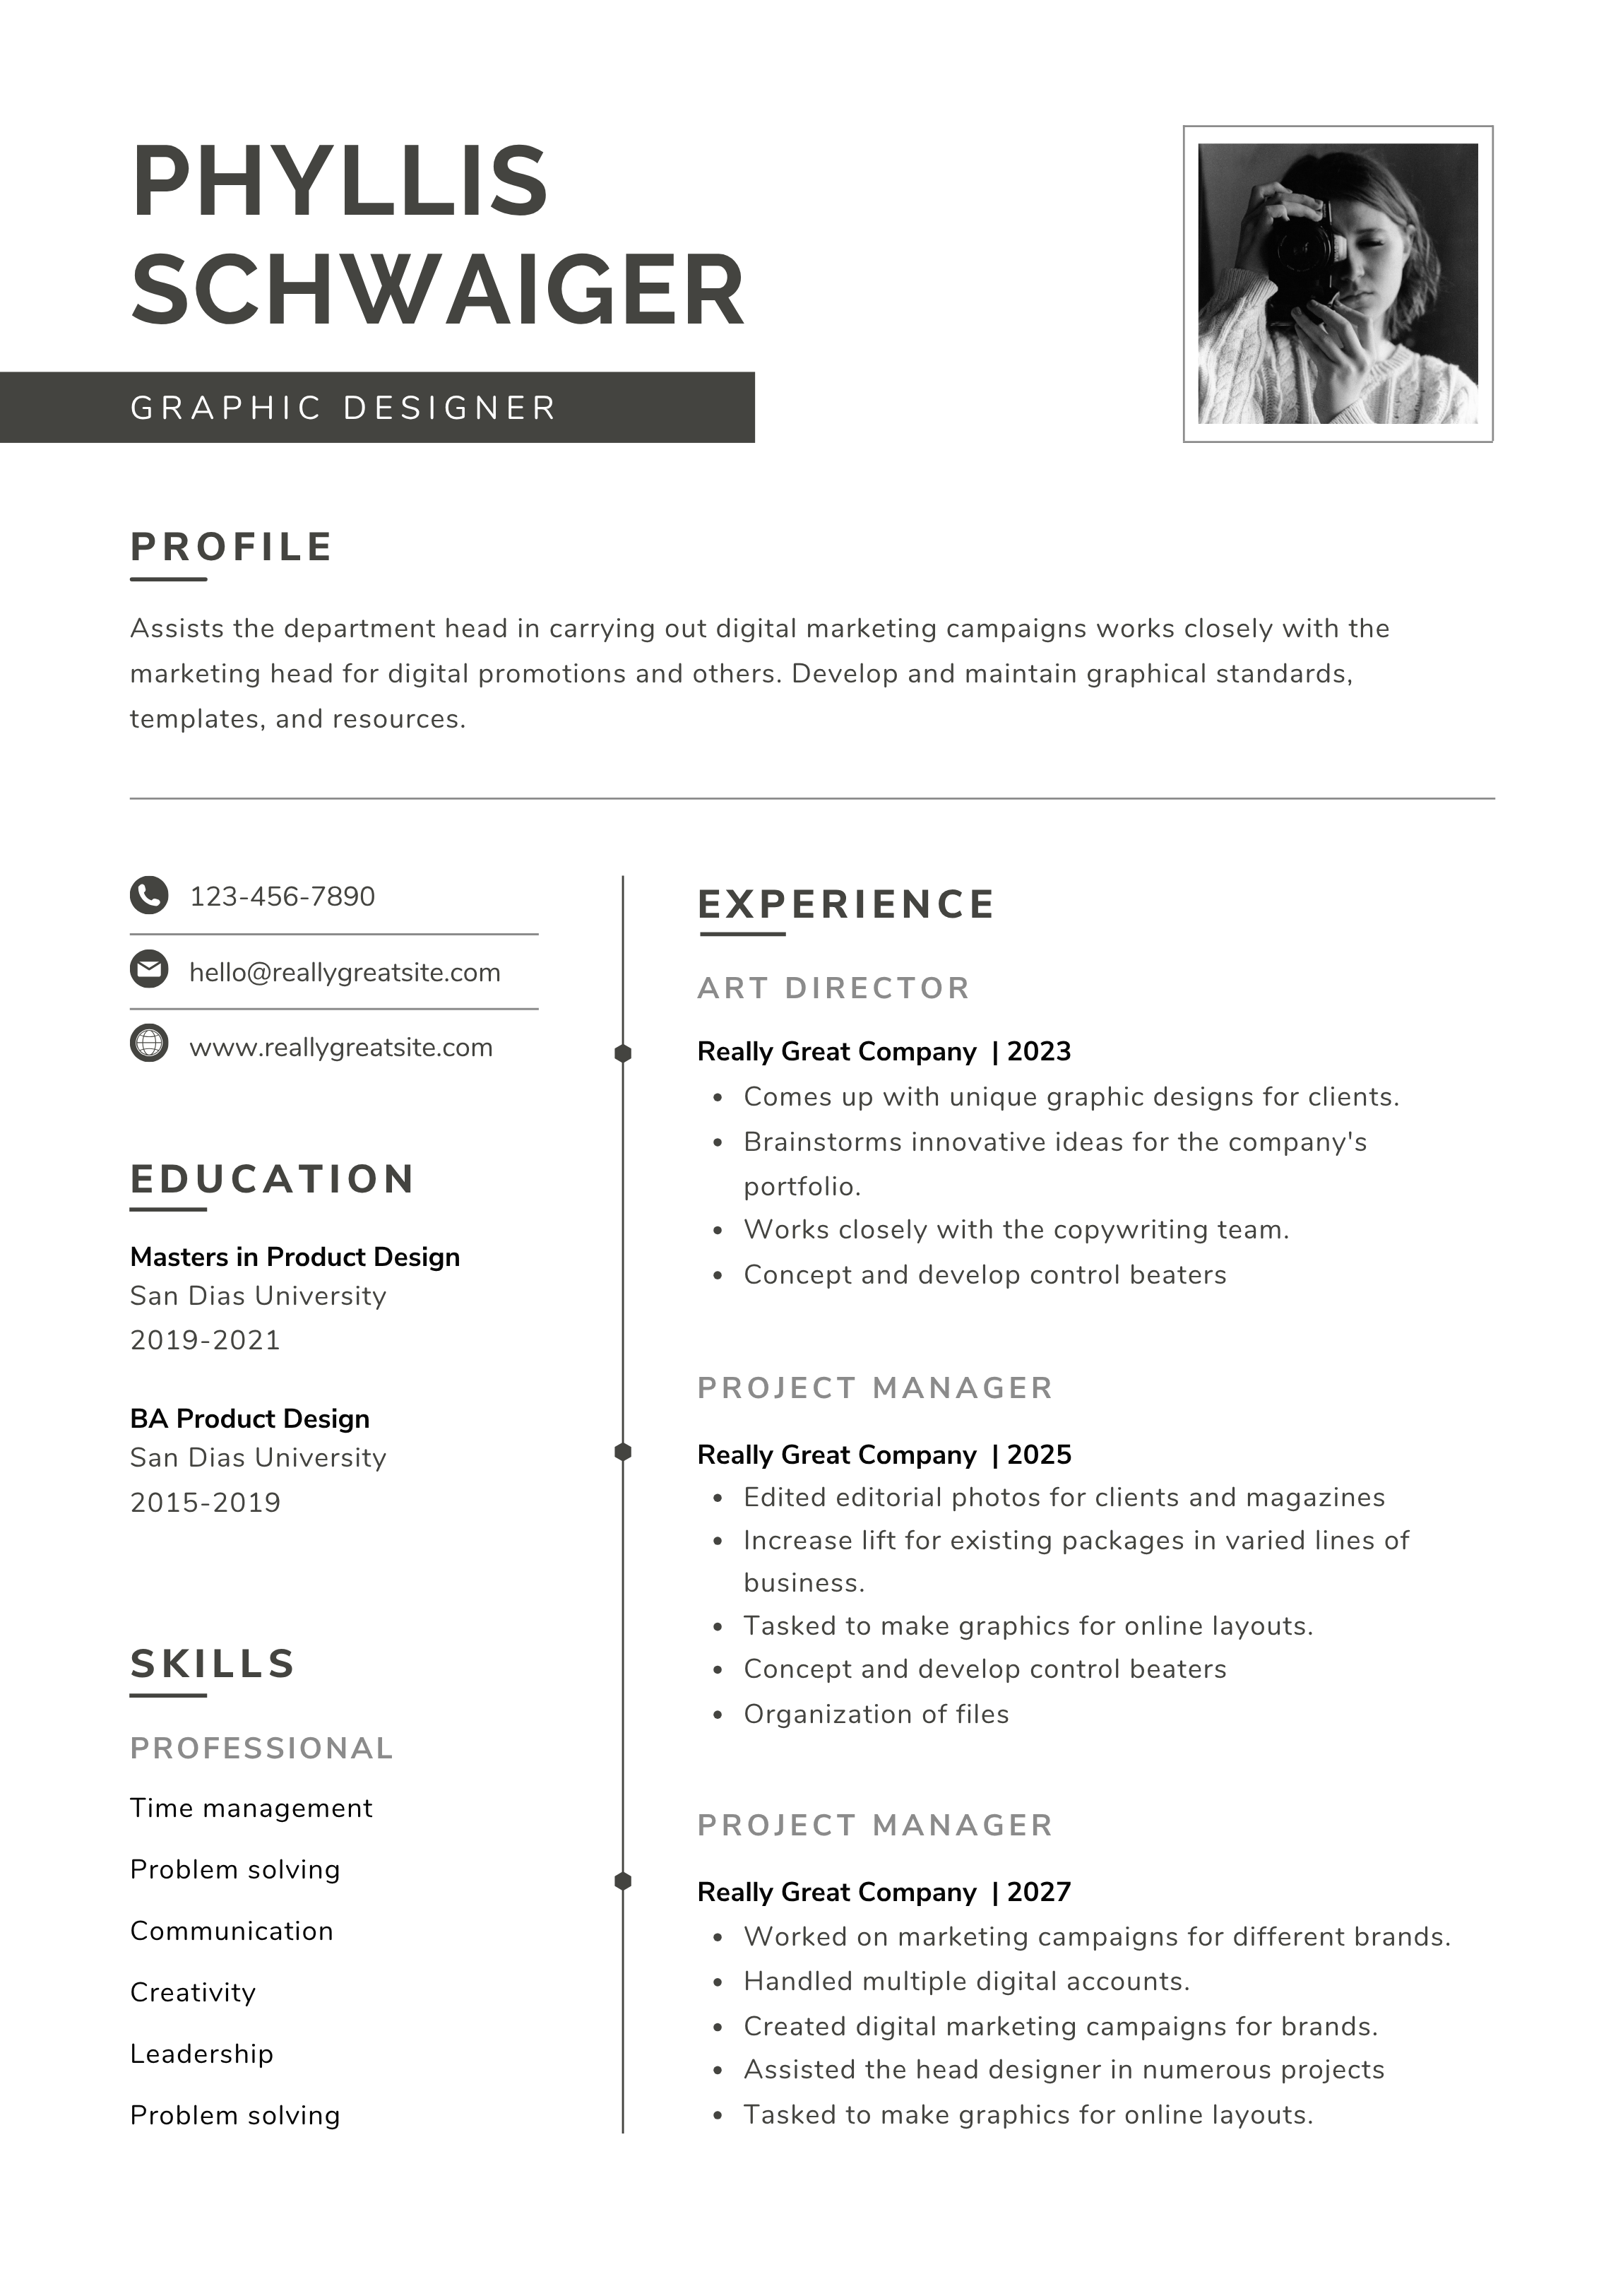 PHYLLIS
SCHWAIGER
GRAPHIC DESIGNER
PROFILE
Assists the department head in carrying out digital marketing campaigns works closely with the
marketing head for digital promotions and others. Develop and maintain graphical standards,
templates, and resources.
123-456-7890
hello@reallygreatsite.com
www.reallygreatsite.com
EDUCATION
Masters in Product Design
San Dias University
2019-2021
BA Product Design
San Dias University
2015-2019
SKILLS
PROFESSIONAL
Time management
Problem solving
Communication
Creativity
Leadership
Problem solving
EXPERIENCE
ART DIRECTOR
Really Great Company | 2023
• Comes up with unique graphic designs for clients.
• Brainstorms innovative ideas for the company's
portfolio.
• Works closely with the copywriting team.
• Concept and develop control beaters
PROJECT MANAGER
Really Great Company | 2025
• Edited editorial photos for clients and magazines
• Increase lift for existing packages in varied lines of
business.
• Tasked to make graphics for online layouts.
• Concept and develop control beaters
• Organization of files
PROJECT MANAGER
Really Great Company | 2027
• Worked on marketing campaigns for different brands.
• Handled multiple digital accounts.
• Created digital marketing campaigns for brands.
• Assisted the head designer in numerous projects
• Tasked to make graphics for online layouts.